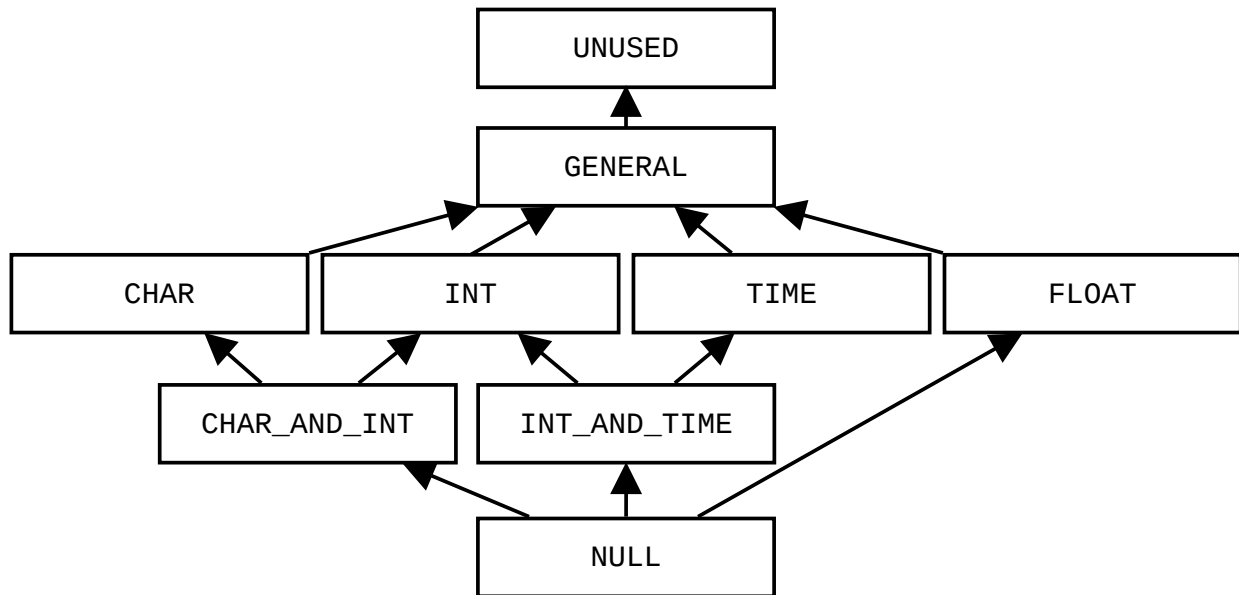 UNUSED
GENERAL
CHAR
INT
TIME
FLOAT
CHAR_AND_INT
INT_AND_TIME
NULL